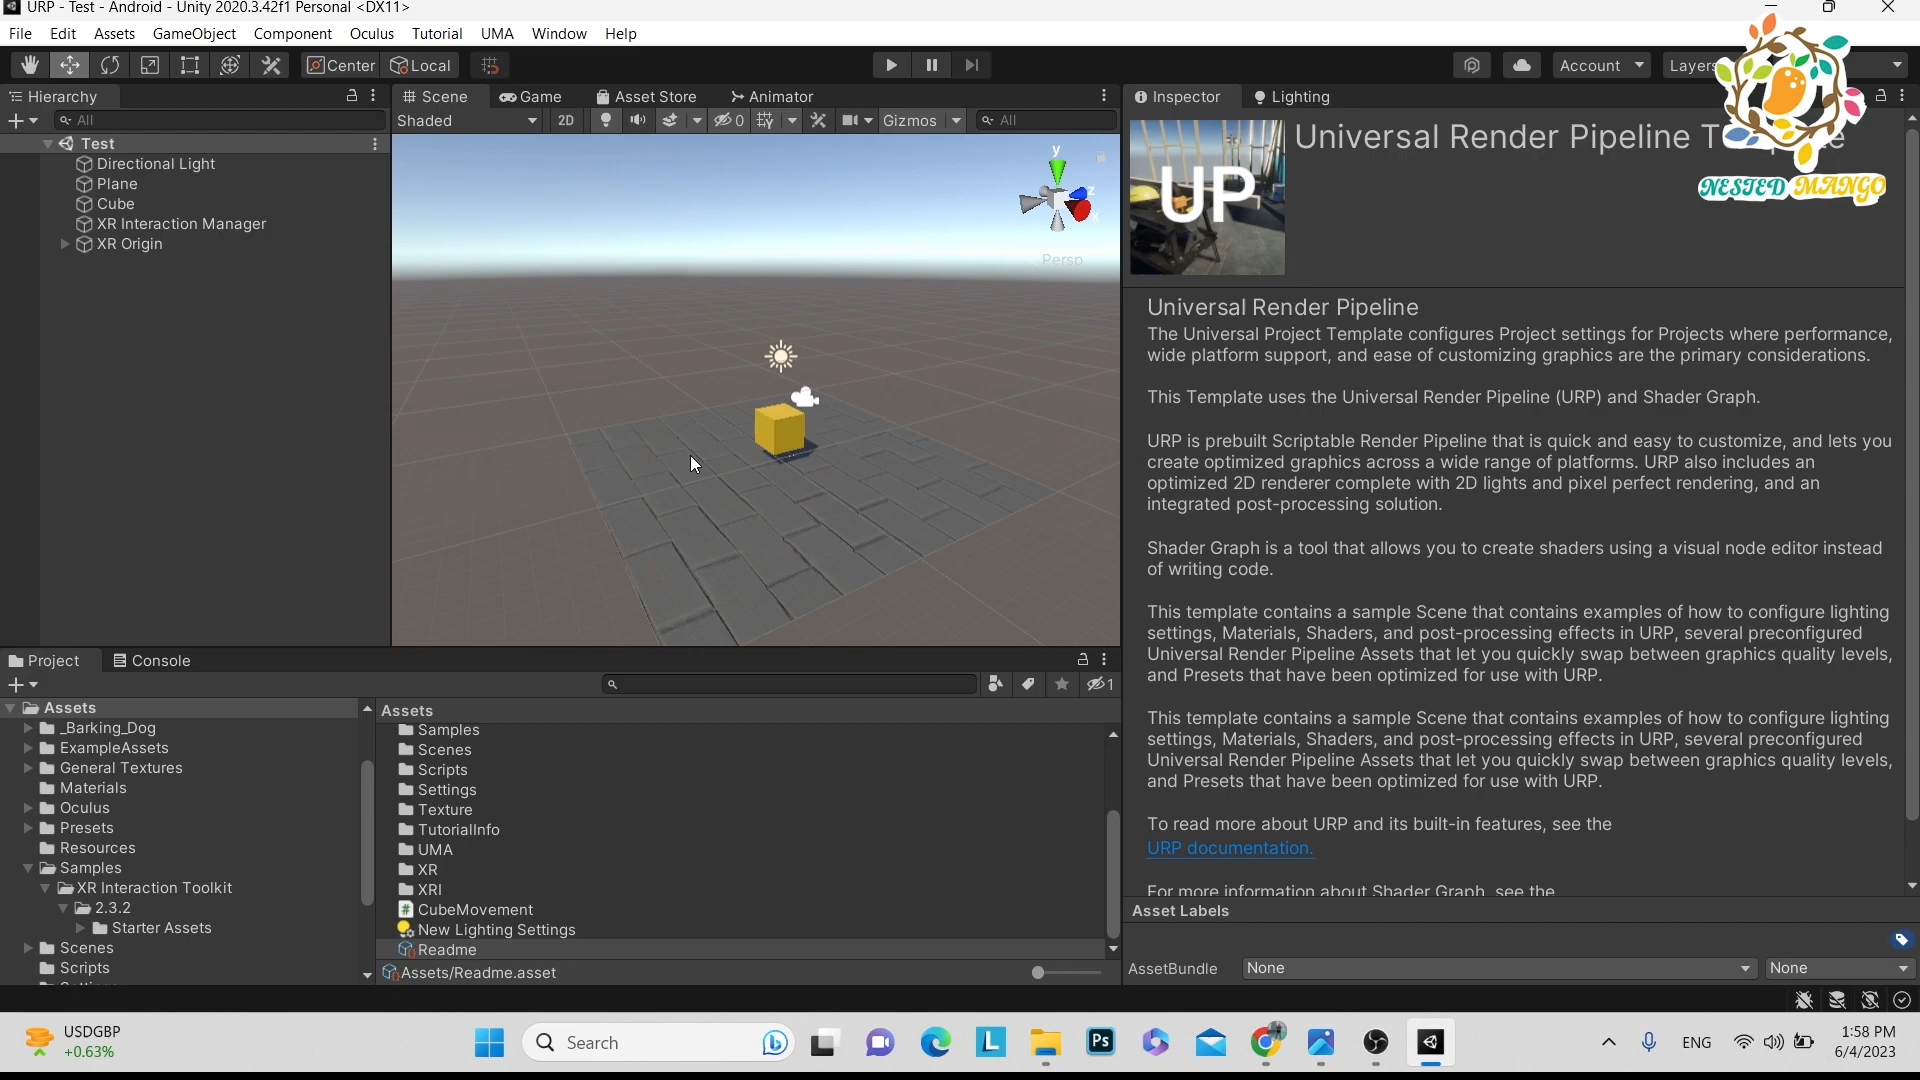 URP - Test - Android - Unity 2020.3.42f1 Personal <DX11>
File Edit Assets GameObject Component Oculus Tutorial UMA Window Help
Center Local
Account
Layers
Hierarchy
All
Test
Directional Light
Plane
Cube
XR Interaction Manager
XR Origin
Scene Game Asset Store Animator
Shaded 2D 0 Gizmos All
y
z
x
Persp
Inspector Lighting
NESTED MANGO
UP
Universal Render Pipeline
Universal Render Pipeline
The Universal Project Template configures Project settings for Projects where performance,
wide platform support, and ease of customizing graphics are the primary considerations.
This Template uses the Universal Render Pipeline (URP) and Shader Graph.
URP is prebuilt Scriptable Render Pipeline that is quick and easy to customize, and lets you
create optimized graphics across a wide range of platforms. URP also includes an
optimized 2D renderer complete with 2D lights and pixel perfect rendering, and an
integrated post-processing solution.
Shader Graph is a tool that allows you to create shaders using a visual node editor instead
of writing code.
This template contains a sample Scene that contains examples of how to configure lighting
settings, Materials, Shaders, and post-processing effects in URP, several preconfigured
Universal Render Pipeline Assets that let you quickly swap between graphics quality levels,
and Presets that have been optimized for use with URP.
This template contains a sample Scene that contains examples of how to configure lighting
settings, Materials, Shaders, and post-processing effects in URP, several preconfigured
Universal Render Pipeline Assets that let you quickly swap between graphics quality levels,
and Presets that have been optimized for use with URP.
To read more about URP and its built-in features, see the
URP documentation.
For more information about Shader Graph, see the
Asset Labels
AssetBundle None None
Project Console
1
Assets
_Barking_Dog
ExampleAssets
General Textures
Materials
Oculus
Presets
Resources
Samples
XR Interaction Toolkit
2.3.2
Starter Assets
Scenes
Scripts
Assets
Samples
Scenes
Scripts
Settings
Texture
TutorialInfo
UMA
XR
XRI
CubeMovement
New Lighting Settings
Readme
Assets/Readme.asset
USDGBP
+0.63%
Search
L
Ps
ENG
1:58 PM
6/4/2023